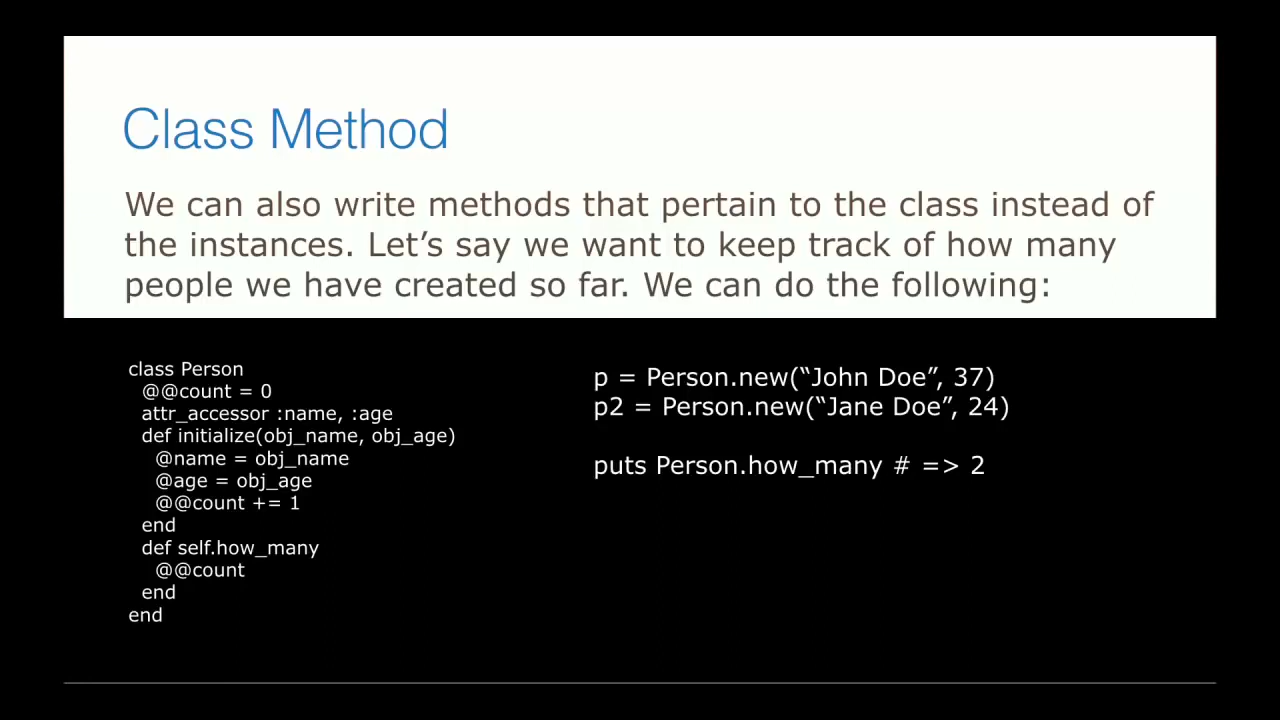 Class Method
We can also write methods that pertain to the class instead of
the instances. Let’s say we want to keep track of how many
people we have created so far. We can do the following:
class Person
@@count = 0
attr_accessor :name, :age
def initialize(obj_name, obj_age)
@name = obj_name
@age = obj_age
@@count += 1
end
def self.how_many
@@count
end
end
p = Person.new(“John Doe”, 37)
p2 = Person.new(“Jane Doe”, 24)
puts Person.how_many # => 2